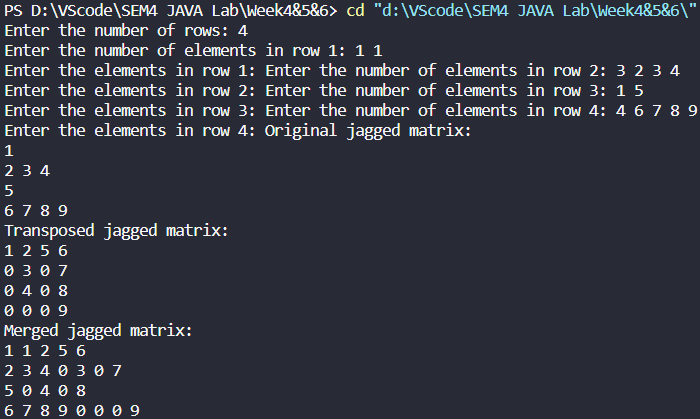 PS D:\VScode\SEM4 JAVA Lab\Week4&5&6> cd "d:\VScode\SEM4 JAVA Lab\Week4&5&6\"
Enter the number of rows: 4
Enter the number of elements in row 1: 1 1
Enter the elements in row 1: Enter the number of elements in row 2: 3 2 3 4
Enter the elements in row 2: Enter the number of elements in row 3: 1 5
Enter the elements in row 3: Enter the number of elements in row 4: 4 6 7 8 9
Enter the elements in row 4: Original jagged matrix:
1
2 3 4
5
6 7 8 9
Transposed jagged matrix:
1 2 5 6
0 3 0 7
0 4 0 8
0 0 0 9
Merged jagged matrix:
1 1 2 5 6
2 3 4 0 3 0 7
5 0 4 0 8
6 7 8 9 0 0 0 9